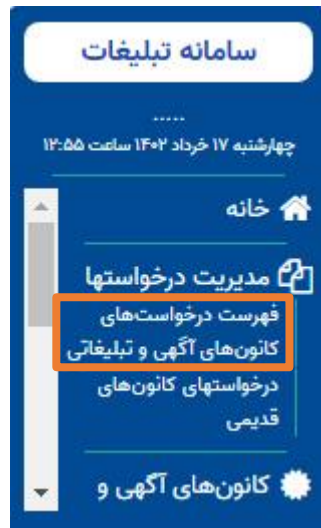 سامانه تبلیغات
.....
چهارشنبه ۱۷ خرداد ۱۴۰۲ ساعت ۱۲:۵۵
خانه
مدیریت درخواستها
فهرست درخواست‌های
کانون‌های آگهی و تبلیغاتی
درخواستهای کانون‌های
قدیمی
کانون‌های آگهی و